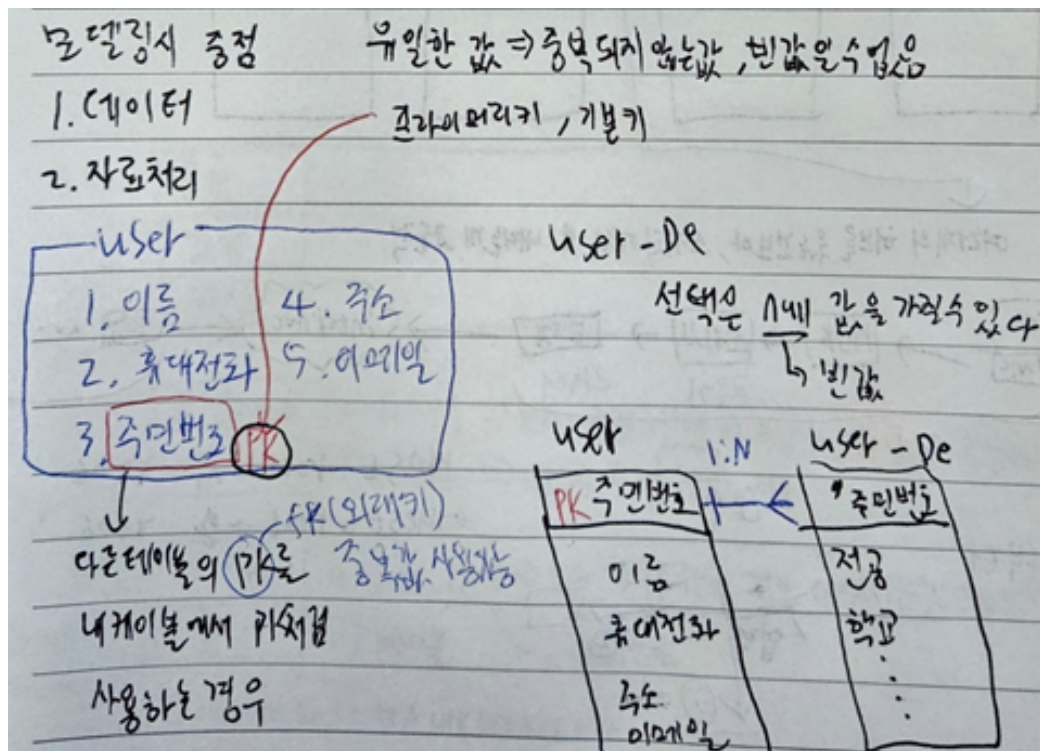 모델링시 중점
유일한 값 ⇒ 중복되지 않는값, 빈값일수없음
1. 데이터
프라이머리키, 기본키
2. 자료처리
user
1. 이름 4. 주소
2. 휴대전화 5. 이메일
3. 주민번호 PK
FK(외래키)
다른테이블의 PK를 중복값 사용가능
내테이블에서 키처럼
사용하는경우
user-De
선택은 null 값을 가질수 있다
↳ 빈값
user 1:N user-De
PK 주민번호 주민번호
이름 전공
휴대전화 학교
주소
이메일